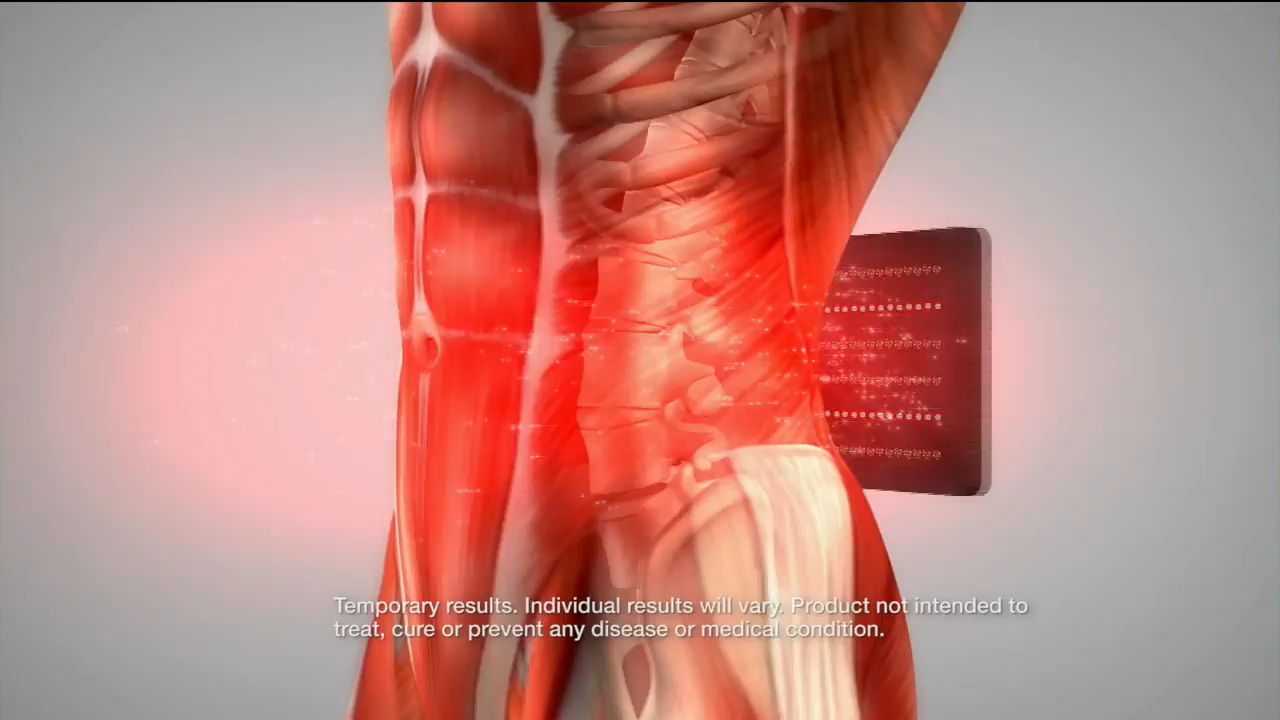 Temporary results. Individual results will vary. Product not intended to
treat, cure or prevent any disease or medical condition.